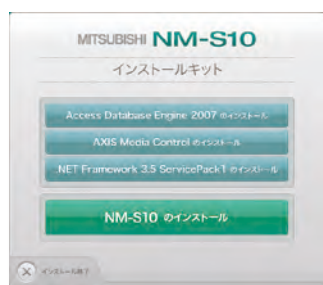 MITSUBISHI NM-S10
インストールキット
Access Database Engine 2007 のインストール
AXIS Media Control のインストール
.NET Framework 3.5 ServicePack1 のインストール
NM-S10 のインストール
インストール終了